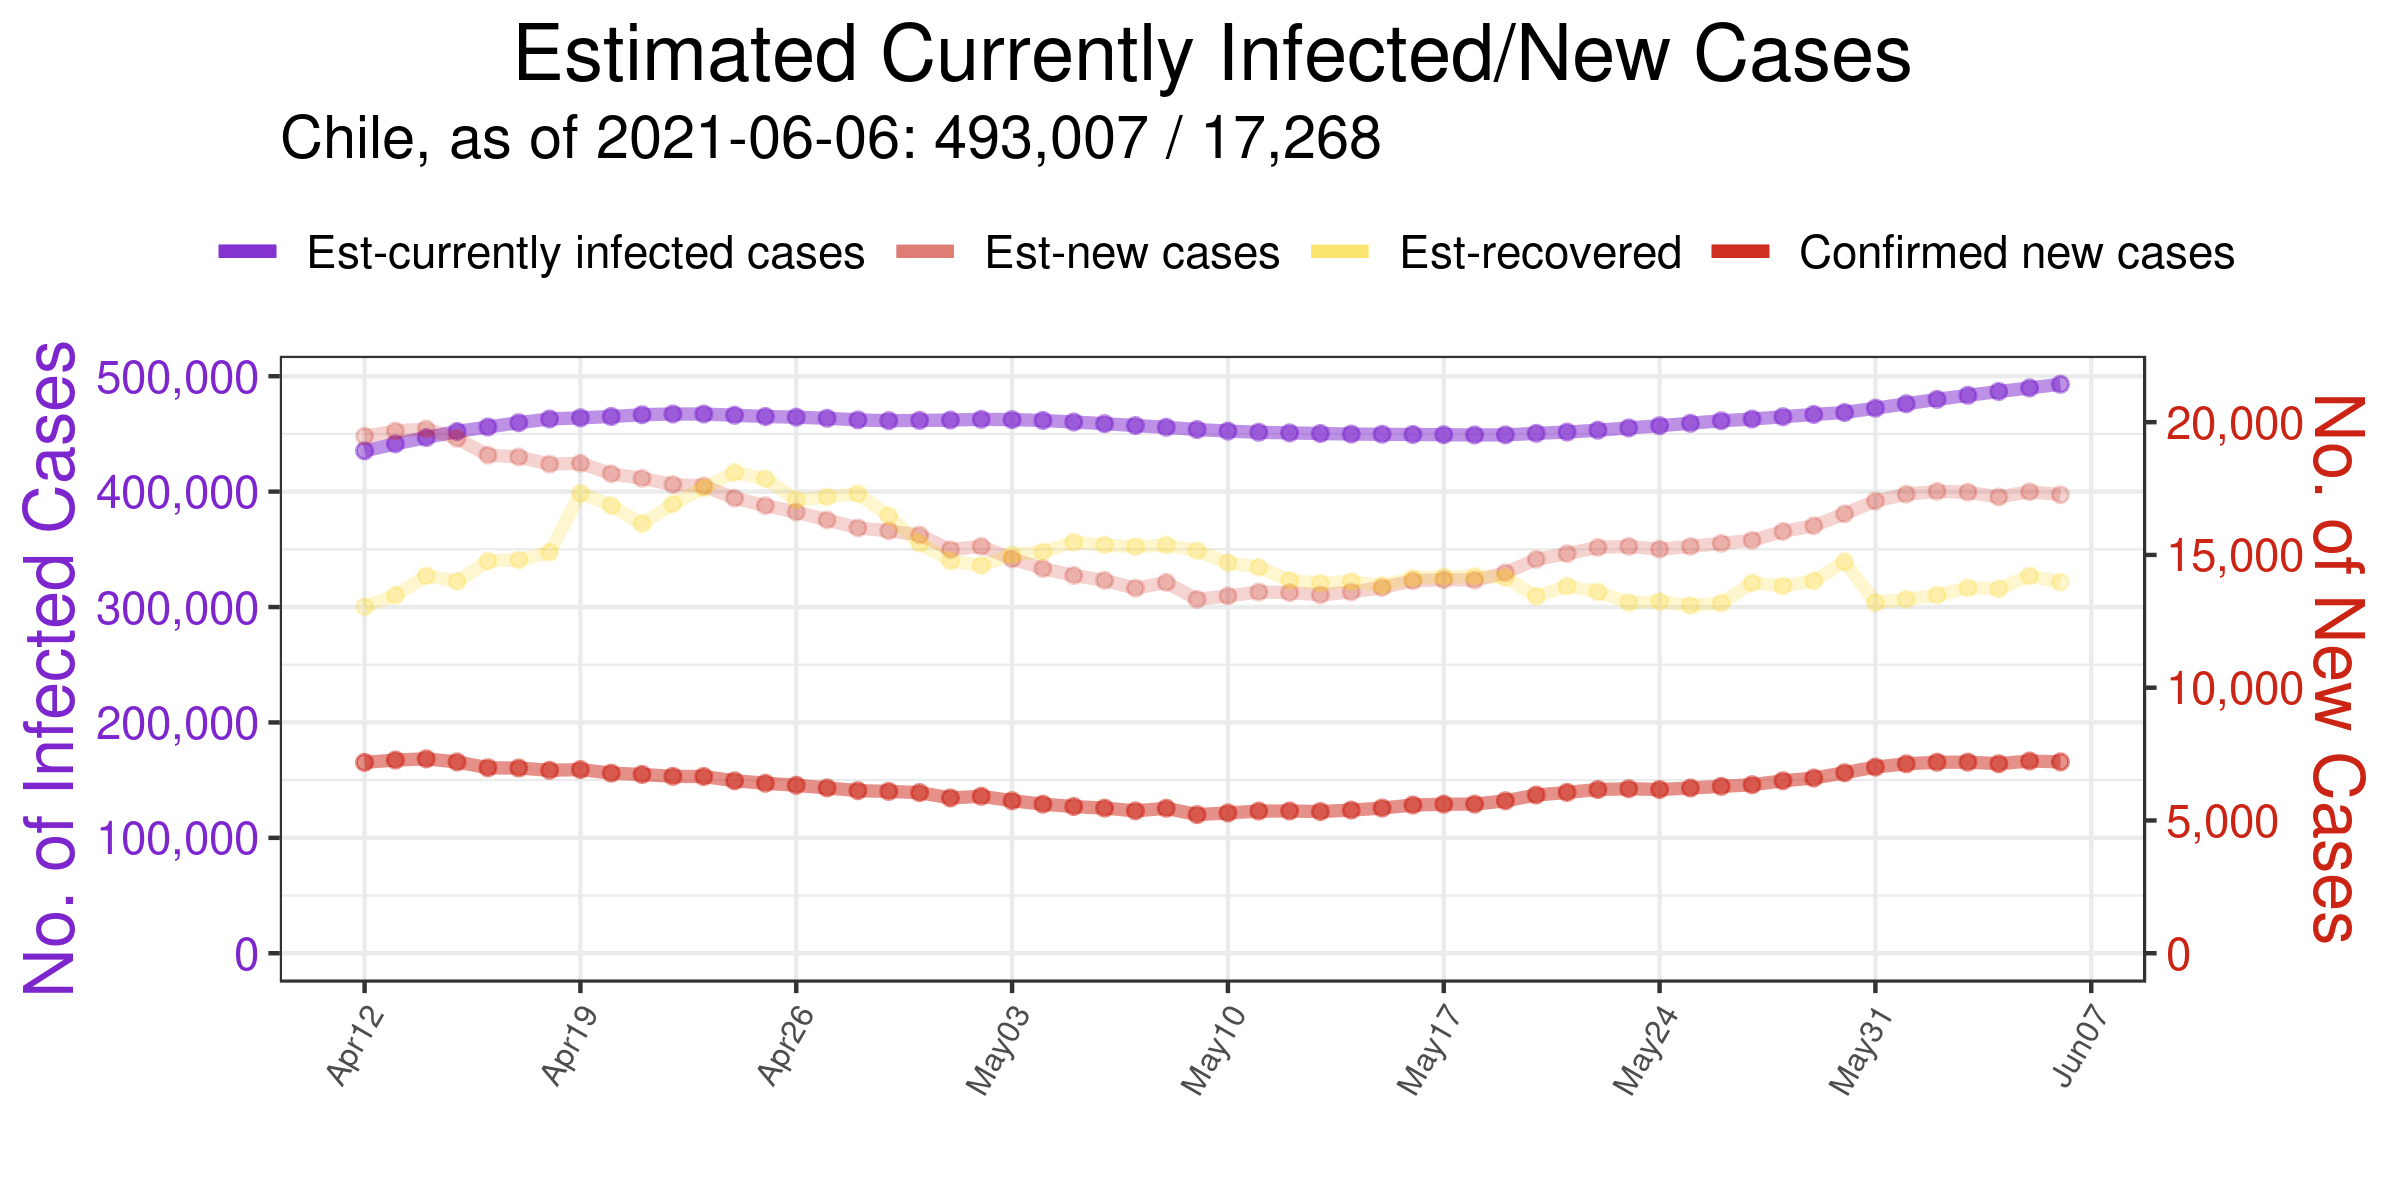 Estimated Currently Infected/New Cases
Chile, as of 2021-06-06: 493,007 / 17,268
Est-currently infected cases Est-new cases Est-recovered Confirmed new cases
No. of Infected Cases
500,000
400,000
300,000
200,000
100,000
0
20,000
15,000
10,000
5,000
0
No. of New Cases
Apr12 Apr19 Apr26 May03 May10 May17 May24 May31 Jun07